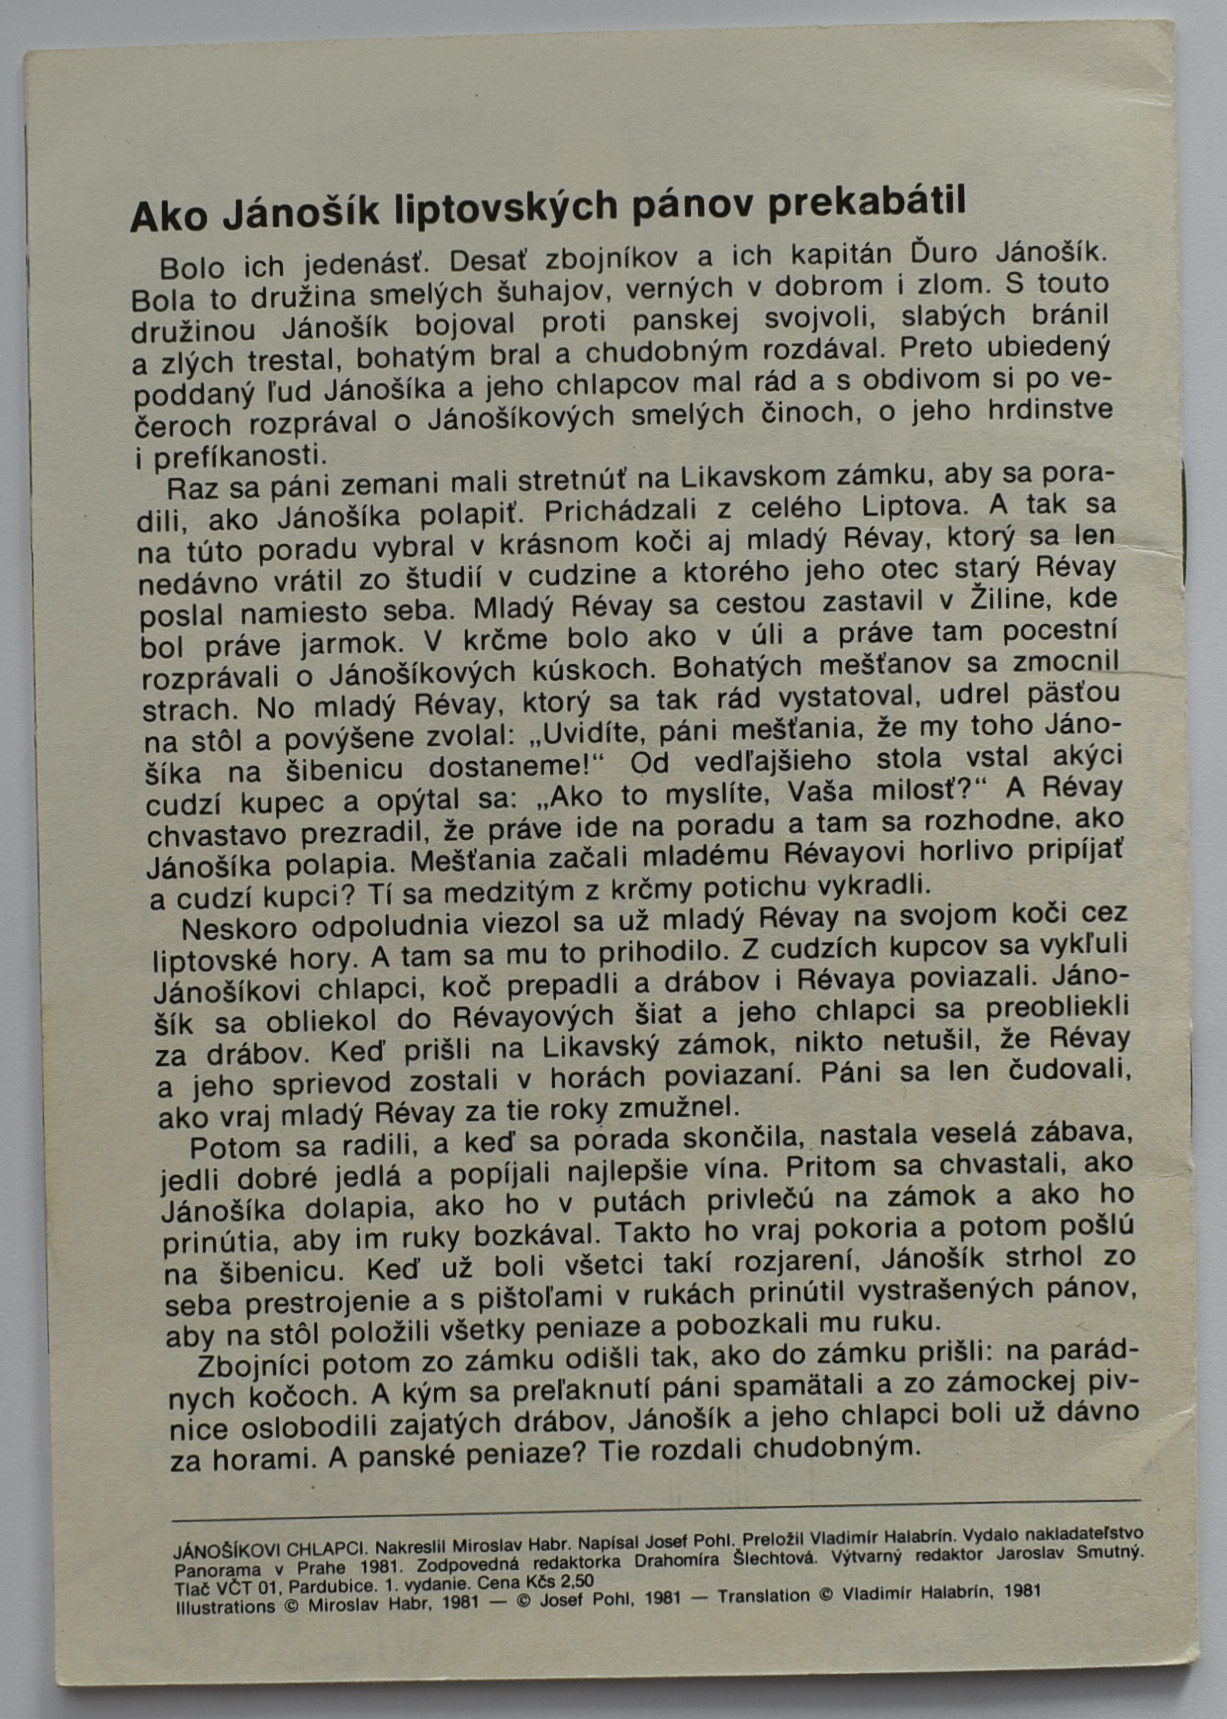 Ako Jánošík liptovských pánov prekabátil
Bolo ich jedenásť. Desať zbojníkov a ich kapitán Ďuro Jánošík.
Bola to družina smelých šuhajov, verných v dobrom i zlom. S touto
družinou Jánošík bojoval proti panskej svojvoli, slabých bránil
a zlých trestal, bohatým bral a chudobným rozdával. Preto ubiedený
poddaný ľud Jánošíka a jeho chlapcov mal rád a s obdivom si po ve-
čeroch rozprával o Jánošíkových smelých činoch, o jeho hrdinstve
i prefíkanosti.
Raz sa páni zemani mali stretnúť na Likavskom zámku, aby sa pora-
dili, ako Jánošíka polapiť. Prichádzali z celého Liptova. A tak sa
na túto poradu vybral v krásnom koči aj mladý Révay, ktorý sa len
nedávno vrátil zo študií v cudzine a ktorého jeho otec starý Révay
poslal namiesto seba. Mladý Révay sa cestou zastavil v Žiline, kde
bol práve jarmok. V krčme bolo ako v úli a práve tam pocestní
rozprávali o Jánošíkových kúskoch. Bohatých mešťanov sa zmocnil
strach. No mladý Révay, ktorý sa tak rád vystatoval, udrel päsťou
na stôl a povýšene zvolal: „Uvidíte, páni mešťania, že my toho Jáno-
šíka na šibenicu dostaneme!“ Od vedľajšieho stola vstal akýci
cudzí kupec a opýtal sa: „Ako to myslíte, Vaša milosť?“ A Révay
chvastavo prezradil, že práve ide na poradu a tam sa rozhodne, ako
Jánošíka polapia. Mešťania začali mladému Révayovi horlivo pripíjať
a cudzí kupci? Tí sa medzitým z krčmy potichu vykradli.
Neskoro odpoludnia viezol sa už mladý Révay na svojom koči cez
liptovské hory. A tam sa mu to prihodilo. Z cudzích kupcov sa vykľuli
Jánošíkovi chlapci, koč prepadli a drábov i Révaya poviazali. Jáno-
šík sa obliekol do Révayových šiat a jeho chlapci sa preobliekli
za drábov. Keď prišli na Likavský zámok, nikto netušil, že Révay
a jeho sprievod zostali v horách poviazaní. Páni sa len čudovali,
ako vraj mladý Révay za tie roky zmužnel.
Potom sa radili, a keď sa porada skončila, nastala veselá zábava,
jedli dobré jedlá a popíjali najlepšie vína. Pritom sa chvastali, ako
Jánošíka dolapia, ako ho v putách privlečú na zámok a ako ho
prinútia, aby im ruky bozkával. Takto ho vraj pokoria a potom pošlú
na šibenicu. Keď už boli všetci takí rozjarení, Jánošík strhol zo
seba prestrojenie a s pištoľami v rukách prinútil vystrašených pánov,
aby na stôl položili všetky peniaze a pobozkali mu ruku.
Zbojníci potom zo zámku odišli tak, ako do zámku prišli: na parád-
nych kočoch. A kým sa preľaknutí páni spamätali a zo zámockej piv-
nice oslobodili zajatých drábov, Jánošík a jeho chlapci boli už dávno
za horami. A panské peniaze? Tie rozdali chudobným.
JÁNOŠÍKOVI CHLAPCI. Nakreslil Miroslav Habr. Napísal Josef Pohl. Preložil Vladimír Halabrín. Vydalo nakladateľstvo
Panorama v Prahe 1981. Zodpovedná redaktorka Drahomíra Šlechtová. Výtvarný redaktor Jaroslav Smutný.
Tlač VČT 01, Pardubice. 1. vydanie. Cena Kčs 2,50
Illustrations © Miroslav Habr, 1981 — © Josef Pohl, 1981 — Translation © Vladimír Halabrín, 1981